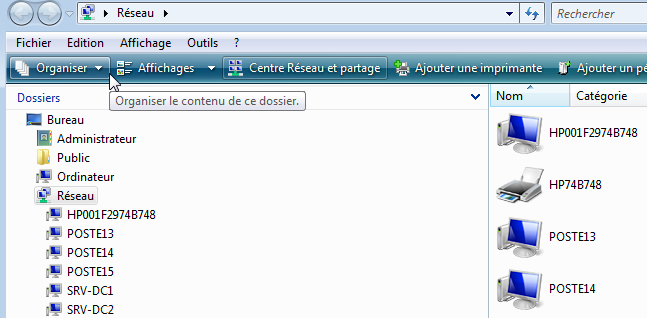 Réseau
Rechercher
Fichier Edition Affichage Outils ?
Organiser Affichages Centre Réseau et partage Ajouter une imprimante Ajouter un
Organiser le contenu de ce dossier.
Dossiers
Bureau
Administrateur
Public
Ordinateur
Réseau
HP001F2974B748
POSTE13
POSTE14
POSTE15
SRV-DC1
SRV-DC2
Nom Catégorie
HP001F2974B748
HP74B748
POSTE13
POSTE14